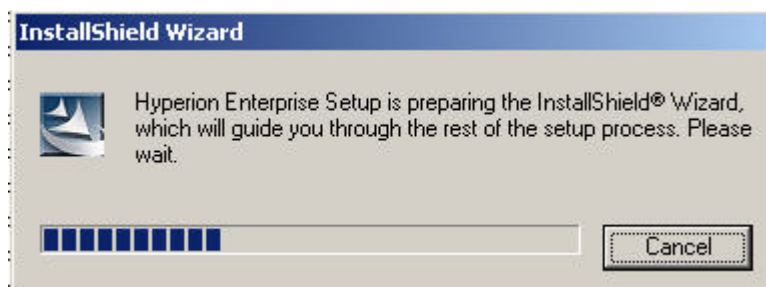 InstallShield Wizard
Hyperion Enterprise Setup is preparing the InstallShield® Wizard,
which will guide you through the rest of the setup process. Please
wait.
Cancel